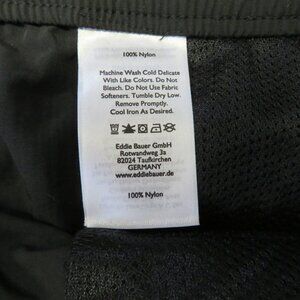 100% Nylon
Machine Wash Cold Delicate
With Like Colors. Do Not
Bleach. Do Not Use Fabric
Softeners. Tumble Dry Low.
Remove Promptly.
Cool Iron As Desired.
Eddie Bauer GmbH
Rotwandweg 3a
82024 Taufkirchen
GERMANY
www.eddiebauer.de
100% Nylon